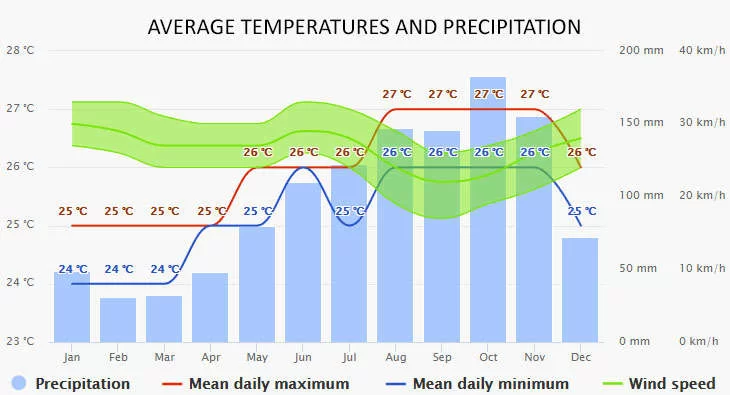 AVERAGE TEMPERATURES AND PRECIPITATION
28 °C 200 mm 40 km/h
27 °C 27 °C 27 °C 27 °C
27 °C 150 mm 30 km/h
26 °C 26 °C 26 °C 26 °C 26 °C 26 °C 26 °C 26 °C
26 °C 100 mm 20 km/h
25 °C 25 °C 25 °C 25 °C 25 °C 25 °C
25 °C 25 °C
24 °C 24 °C 24 °C
24 °C 50 mm 10 km/h
23 °C 0 mm 0 km/h
Jan Feb Mar Apr May Jun Jul Aug Sep Oct Nov Dec
Precipitation Mean daily maximum Mean daily minimum Wind speed